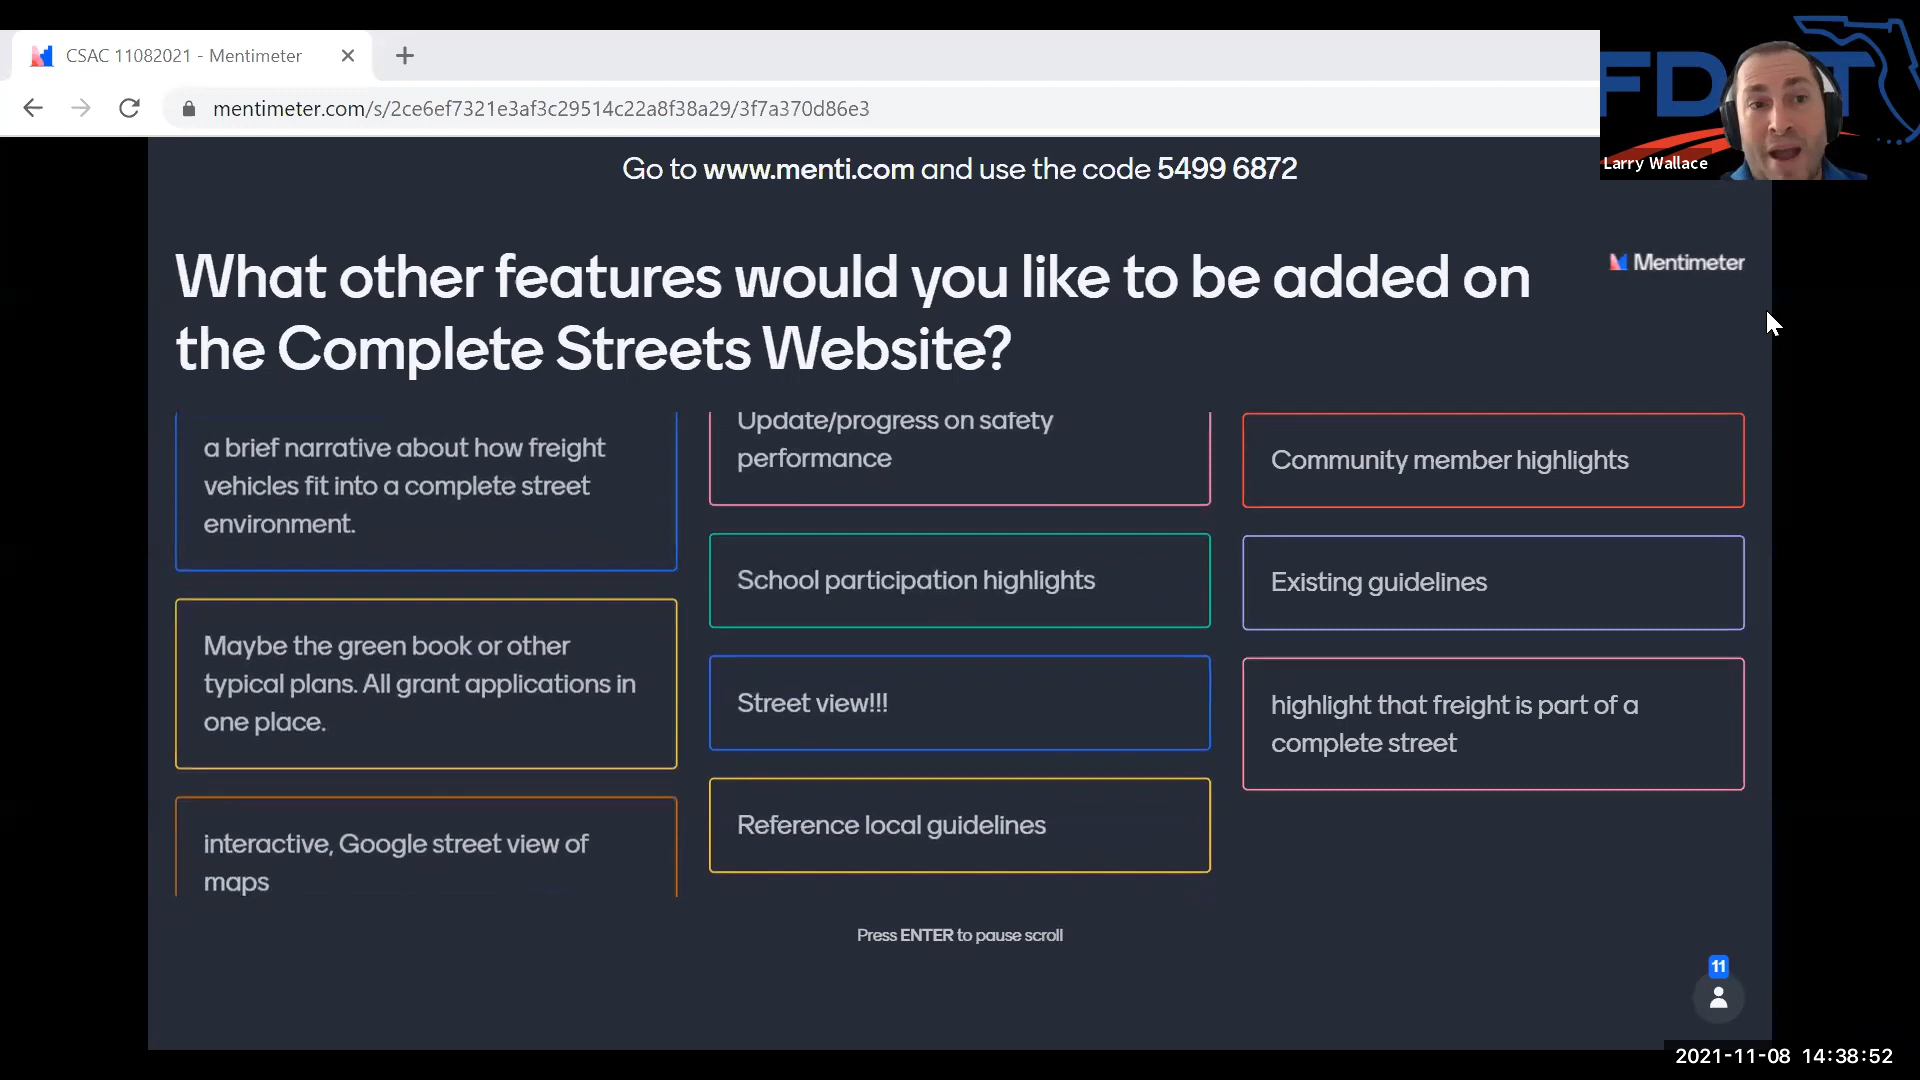 CSAC 11082021 - Mentimeter
mentimeter.com/s/2ce6ef7321e3af3c29514c22a8f38a29/3f7a370d86e3
FD T
Larry Wallace
Go to www.menti.com and use the code 5499 6872
What other features would you like to be added on
the Complete Streets Website?
Mentimeter
a brief narrative about how freight
vehicles fit into a complete street
environment.
Maybe the green book or other
typical plans. All grant applications in
one place.
interactive, Google street view of
maps
Update/progress on safety
performance
School participation highlights
Street view!!!
Reference local guidelines
Community member highlights
Existing guidelines
highlight that freight is part of a
complete street
Press ENTER to pause scroll
11
2021-11-08 14:38:52